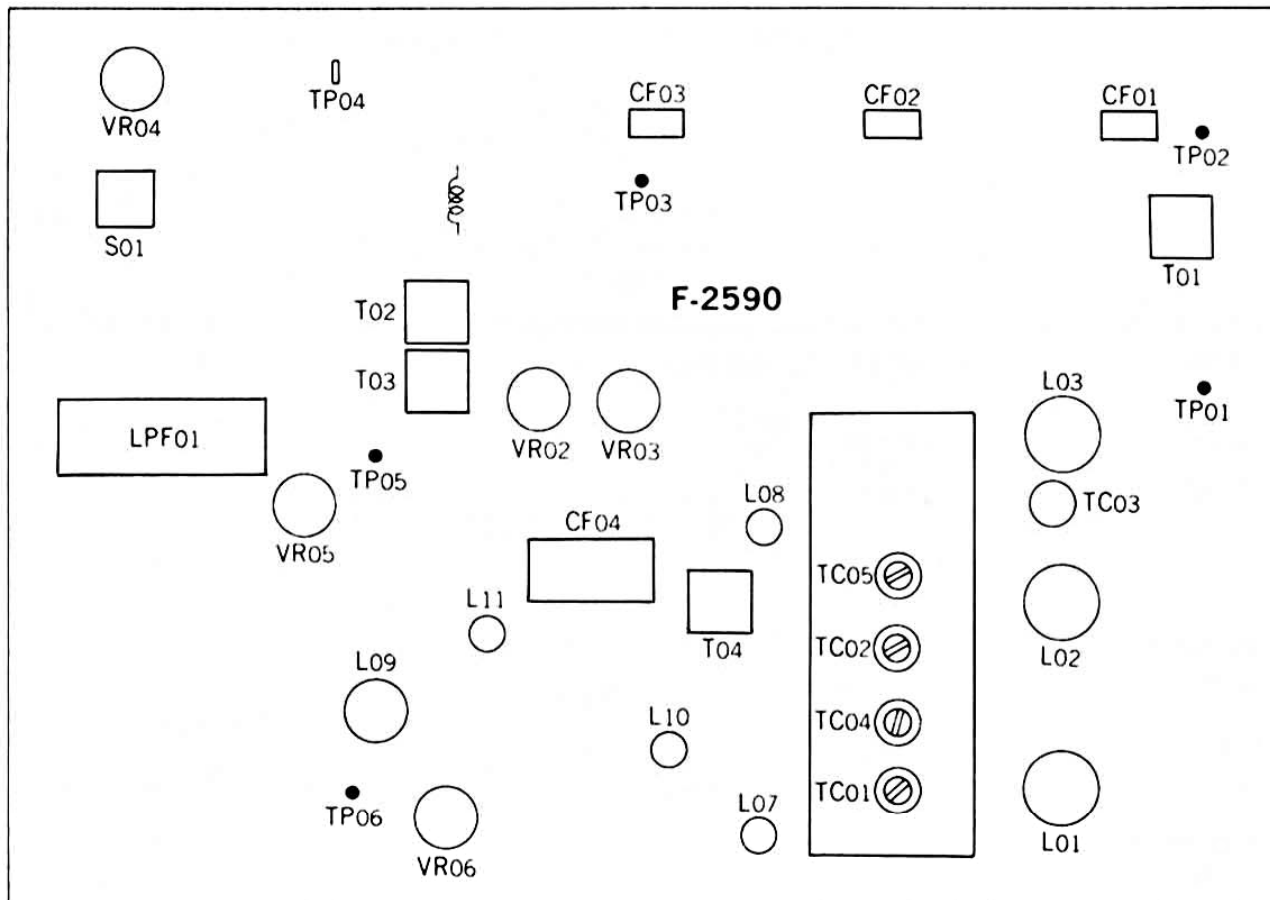 VR04
TP04
CF03
CF02
CF01
TP02
TP03
S01
T01
T02
F-2590
T03
L03
TP01
LPF01
VR02
VR03
TP05
L08
TC03
CF04
VR05
TC05
L11
T04
TC02
L02
L09
L10
TC04
TC01
L07
TP06
L01
VR06